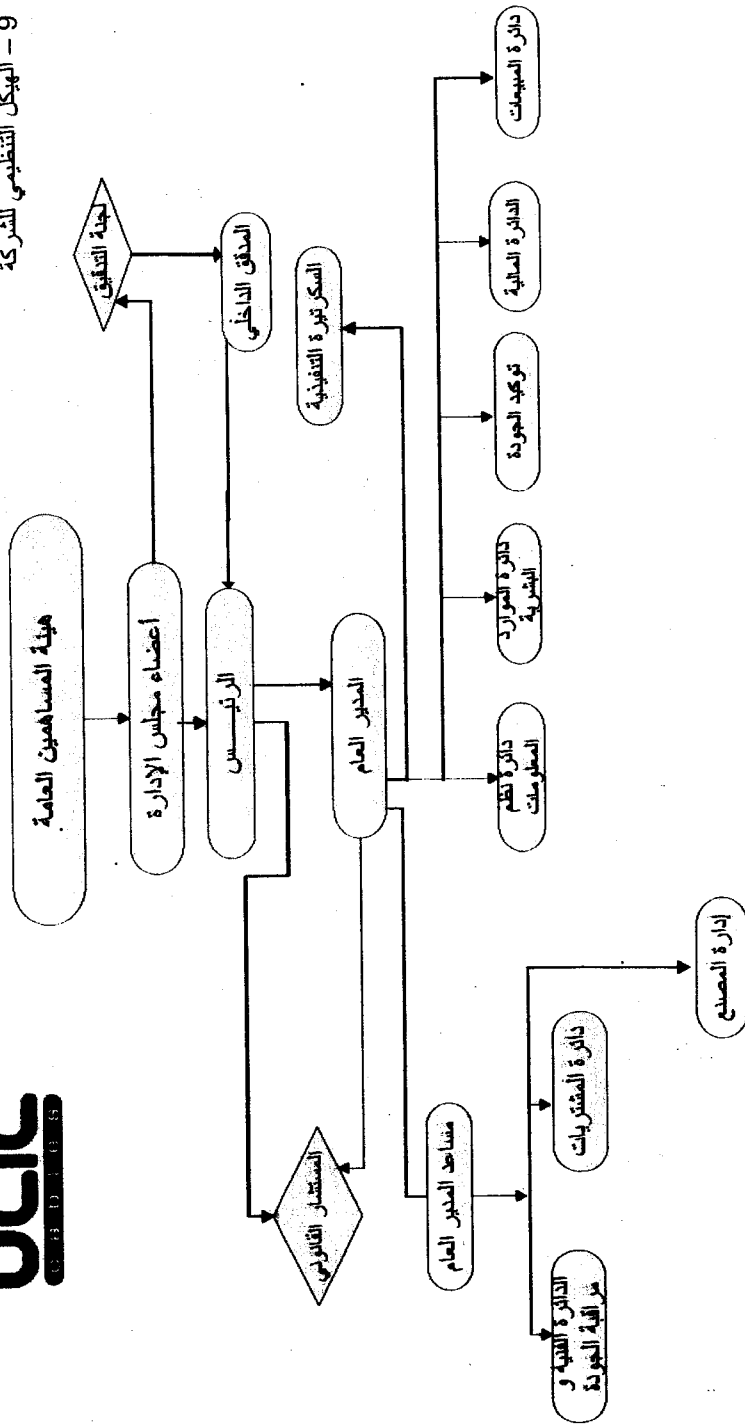 9 – الهيكل التنظيمي للشركة
هيئة المساهمين العامة
أعضاء مجلس الإدارة
لجنة التدقيق
الرئيـــس
المدقق الداخلي
المستشار القانوني
المدير العام
السكرتيرة التنفيذية
مساعد المدير العام
دائرة المبيعات
الدائرة المالية
توكيد الجودة
دائرة الموارد
البشرية
دائرة نظم
المعلومات
إدارة المصنع
دائرة المشتريات
الدائرة الفنية و
مراقبة الجودة
CABLES